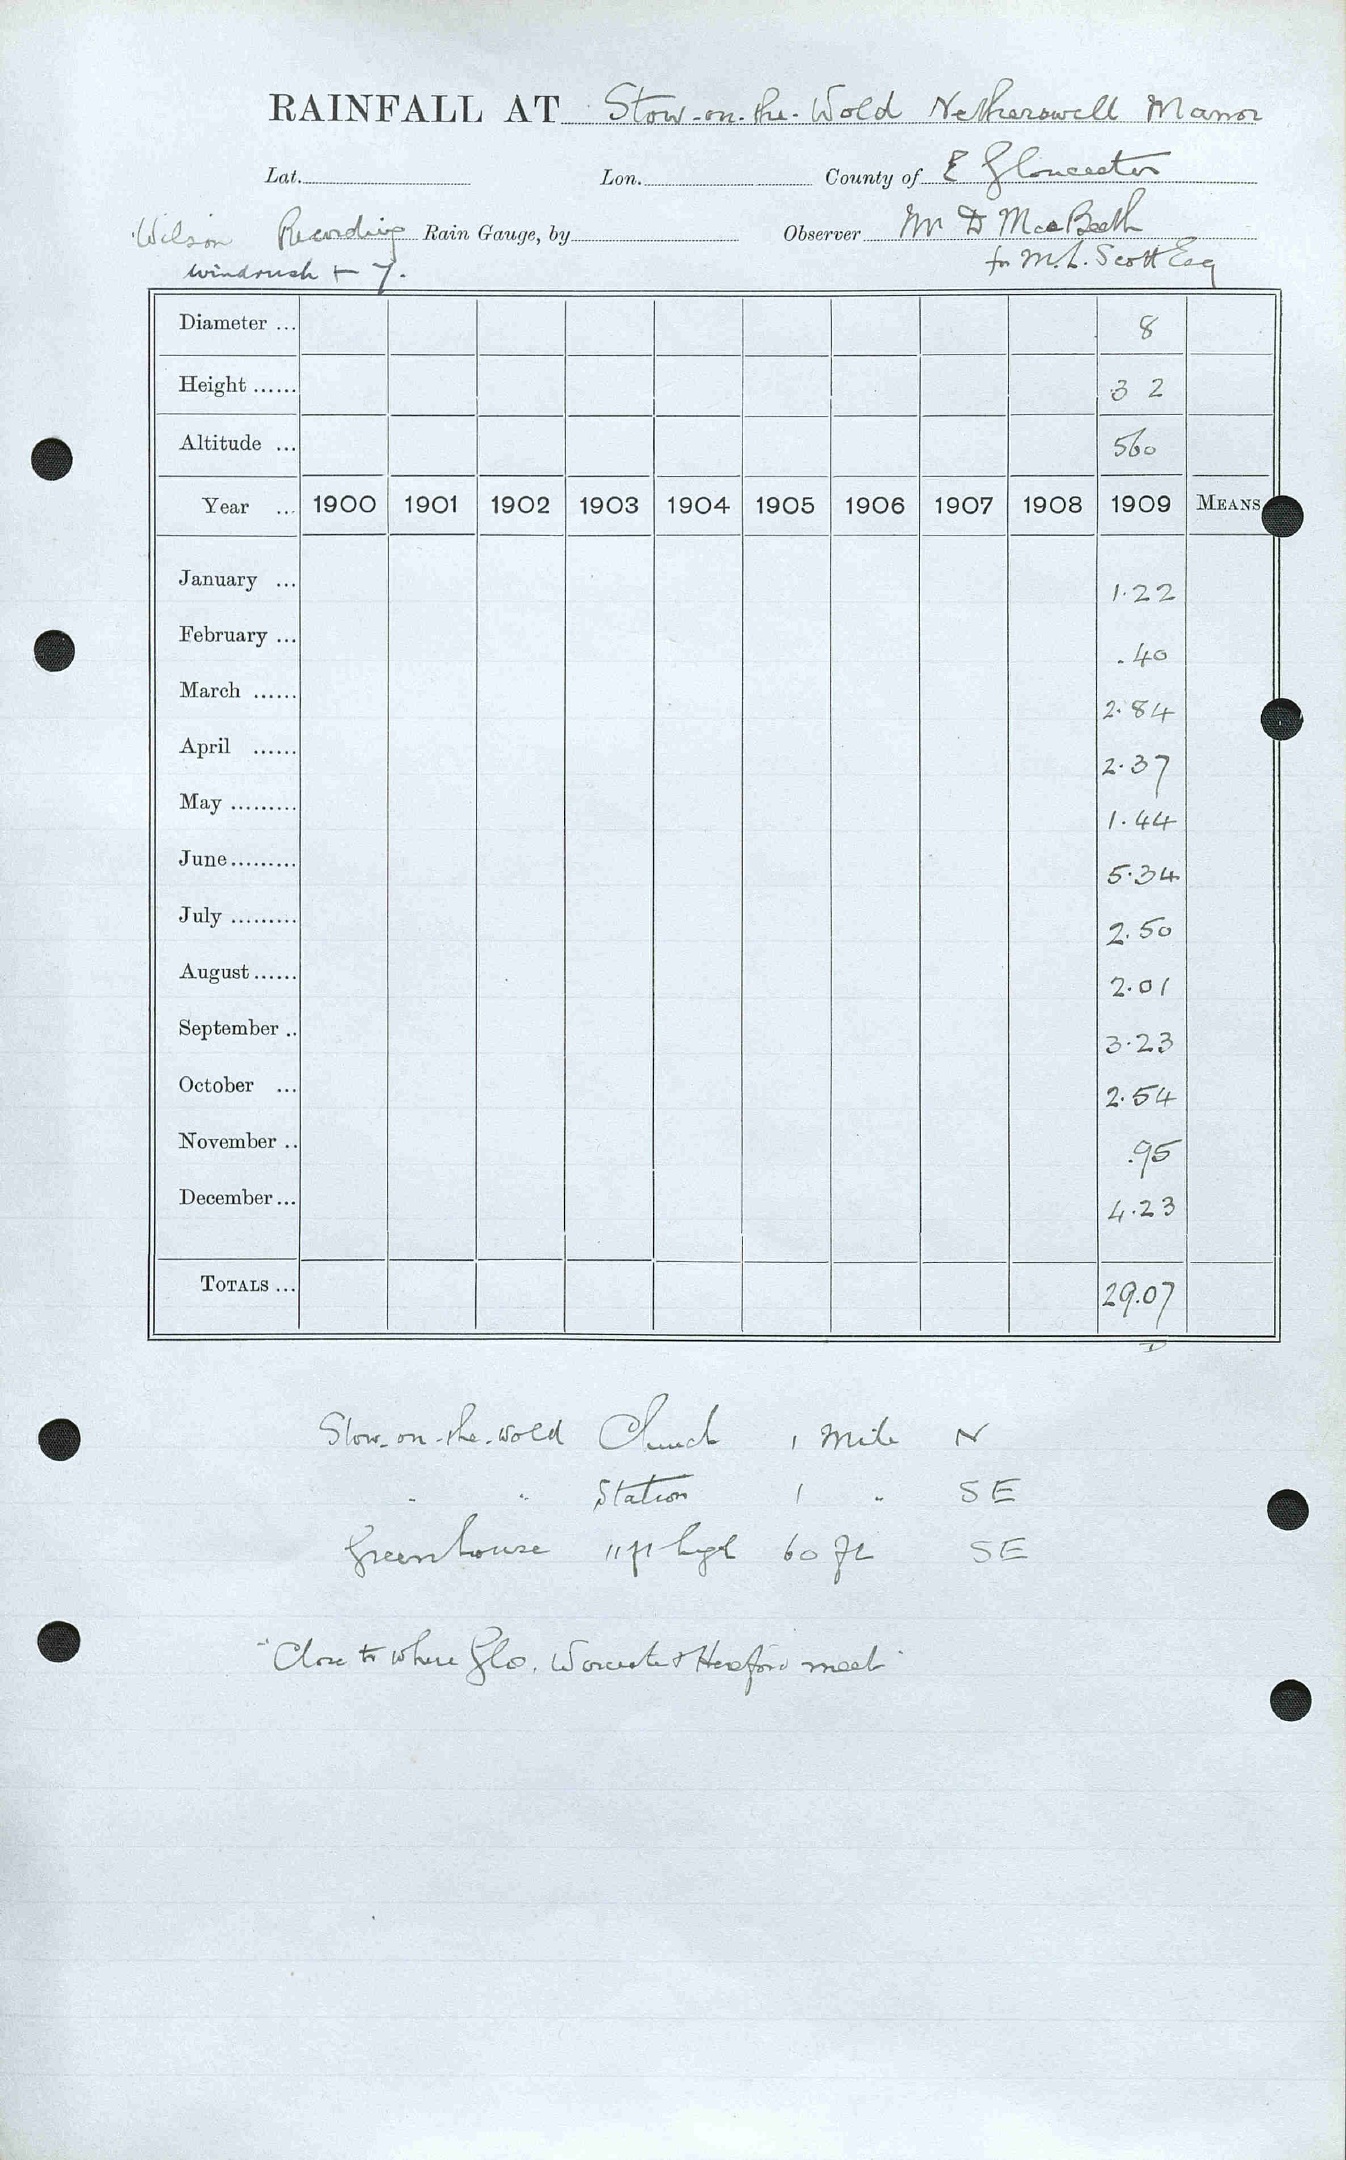 RAINFALL AT Stow-on-the-Wold Netherswell Manor
Lat. Lon. County of E Gloucester
Wilson Recording Rain Gauge, by Observer Mr D MacBeth
Windrush + 7. for M.L. Scott Esq
Diameter ... 8
Height ...... 3 2
Altitude ... 560
Year ... 1900 1901 1902 1903 1904 1905 1906 1907 1908 1909 MEANS
January ... 1.22
February ... .40
March ...... 2.84
April ...... 2.37
May ......... 1.44
June ......... 5.34
July ......... 2.50
August ...... 2.01
September .. 3.23
October ... 2.54
November .. .95
December ... 4.23
TOTALS ... 29.07
D
Stow-on-the-Wold Church 1 Mile N
" " Station 1 " SE
Greenhouse 11 ft high 60 ft SE
"Close to where Glo. Worcester & Hereford meet"